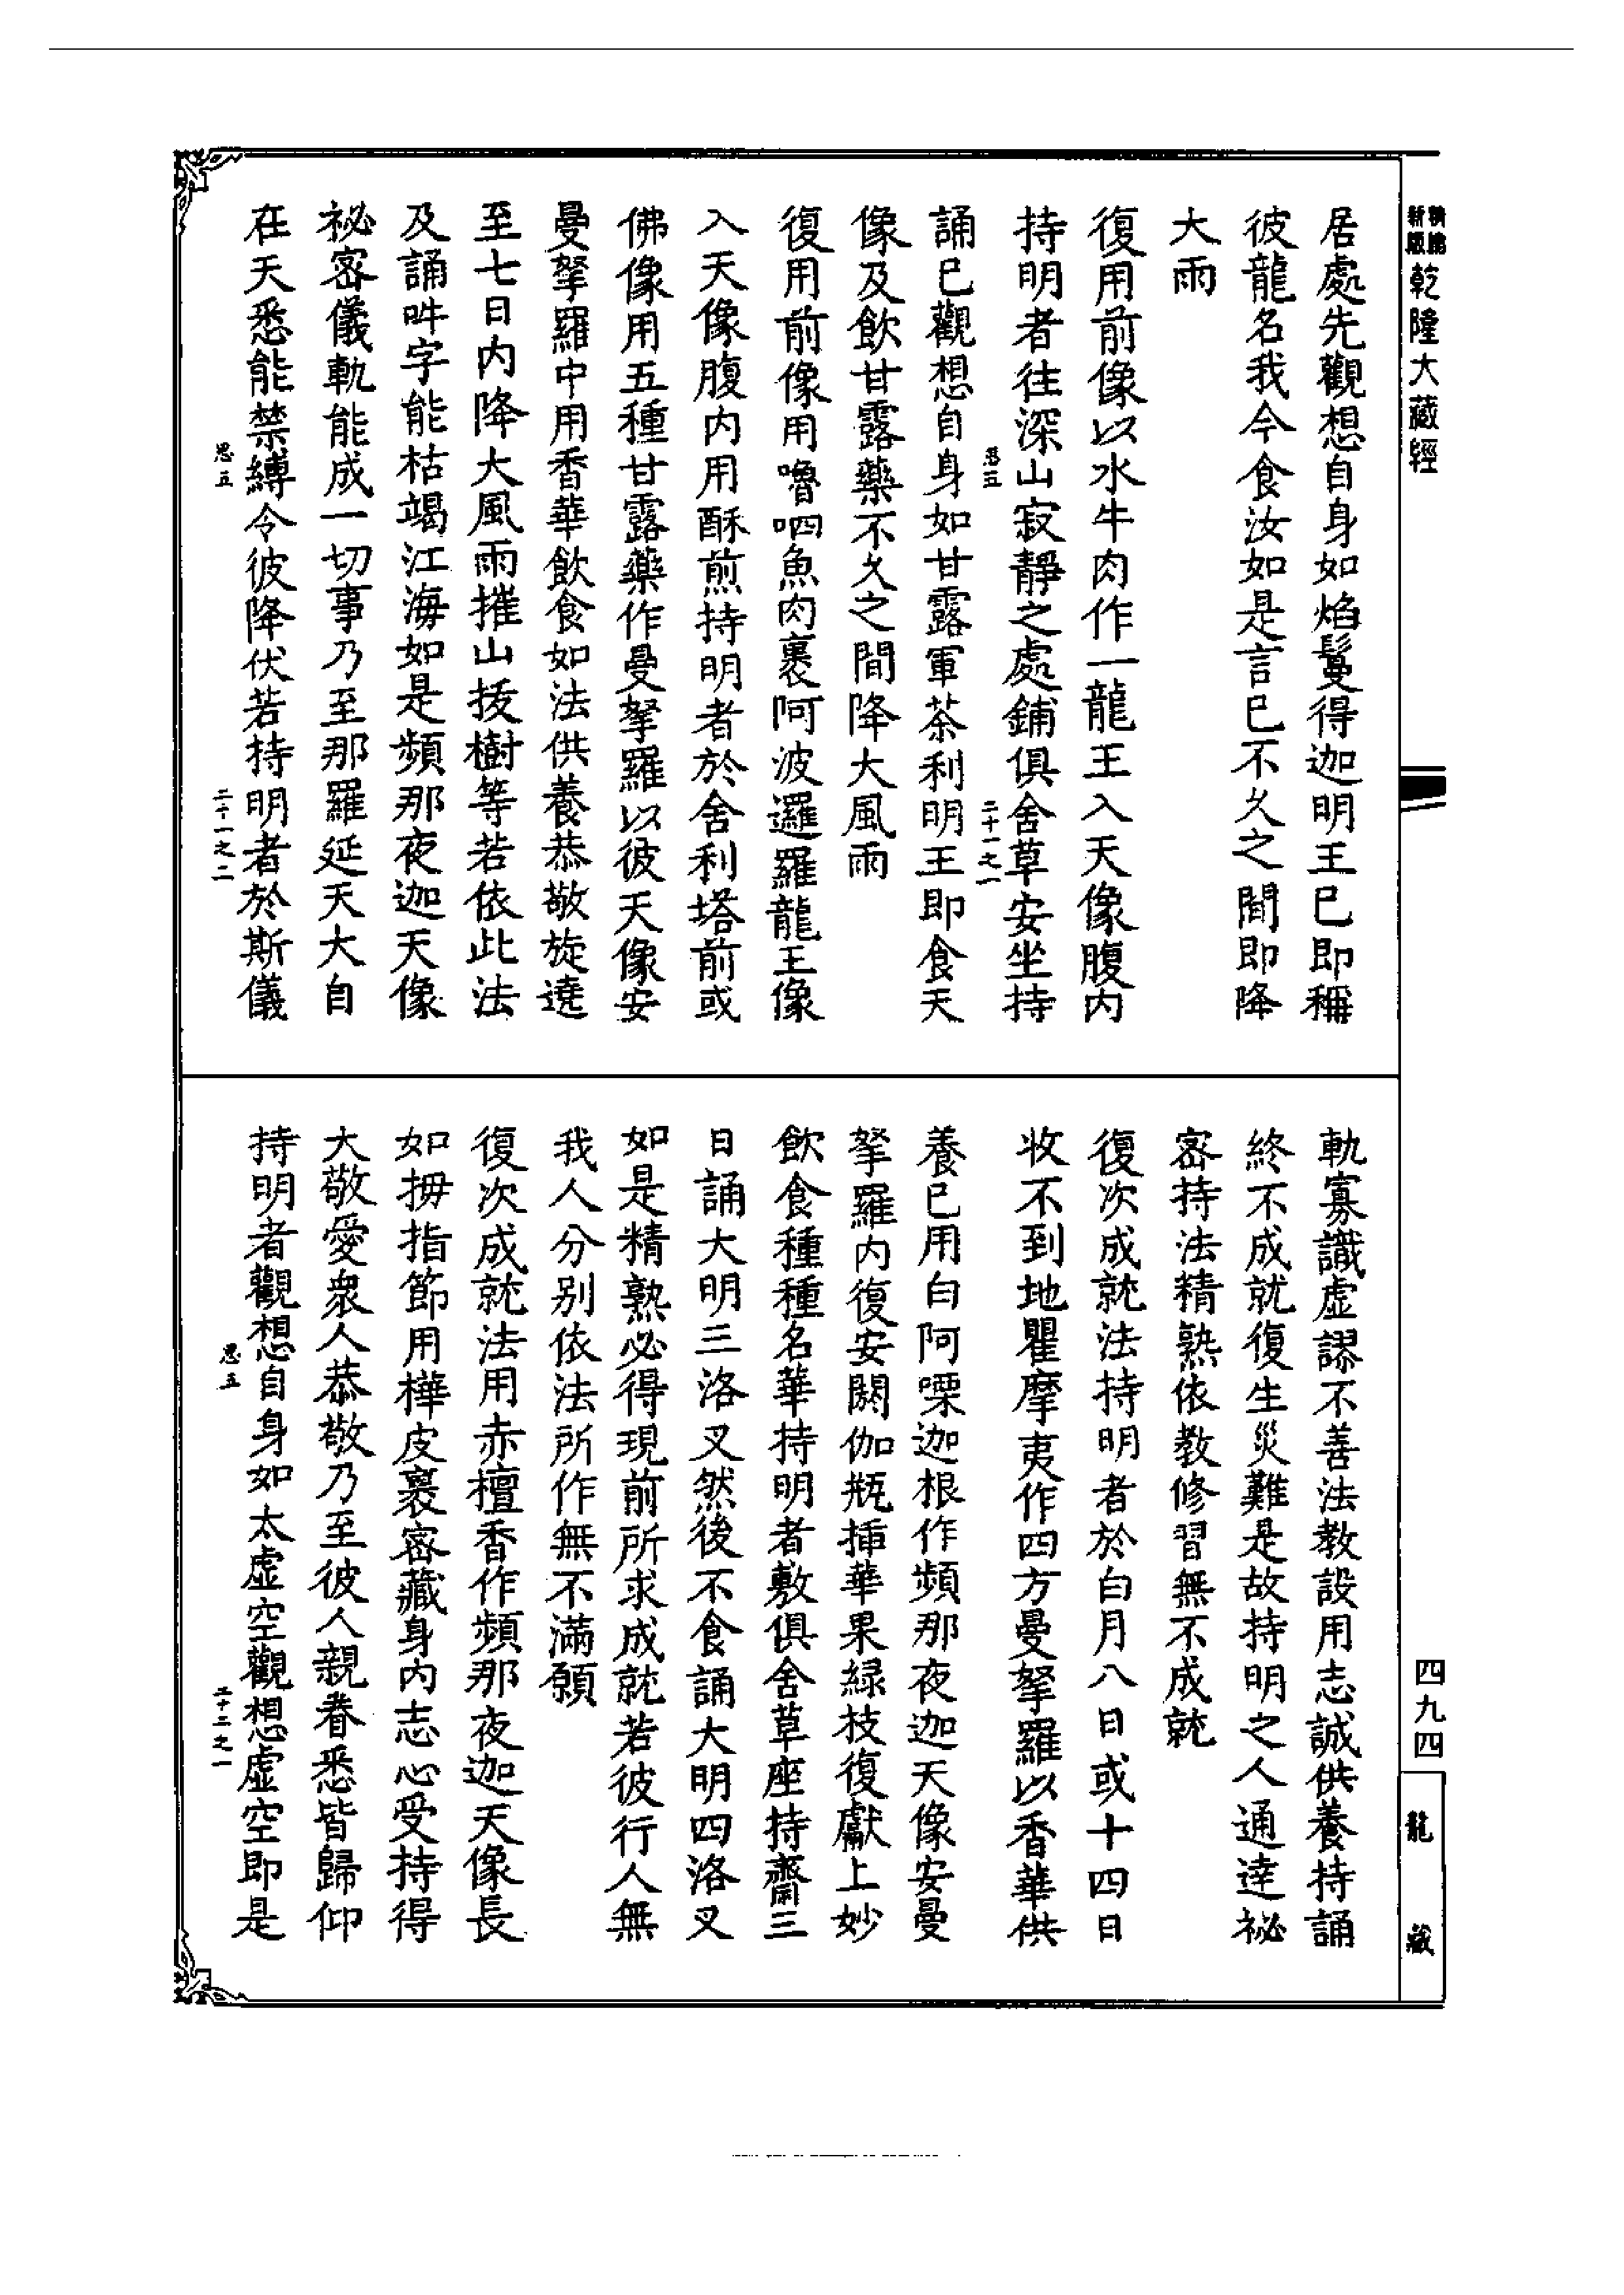 乾隆大藏經
居處先觀想自身如焰鬘得迦明王已即稱
彼龍名我今食汝如是言已不久之間即降
大雨
復用前像以水牛肉作一龍王入天像腹內
持明者往深山寂靜之處鋪俱舍草安坐持
思五
二十一之一
誦已觀想自身如甘露軍茶利明王即食天
像及飲甘露藥不久之間降大風雨
復用前像用嚕呬魚肉裹阿波邏羅龍王像
入天像腹內用酥煎持明者於舍利塔前或
佛像用五種甘露藥作曼拏羅以彼天像安
曼拏羅中用香華飲食如法供養恭敬旋遶
至七日內降大風雨摧山拔樹等若依此法
及誦吽字能枯竭江海如是頻那夜迦天像
祕密儀軌能成一切事乃至那羅延天大自
在天悉能禁縛令彼降伏若持明者於斯儀
思五
二十一之二
軌寡識虛謬不善法教設用志誠供養持誦
終不成就復生災難是故持明之人通達祕
密持法精熟依教修習無不成就
復次成就法持明者於白月八日或十四日
收不到地瞿摩夷作四方曼拏羅以香華供
養已用白阿㗚迦根作頻那夜迦天像安曼
拏羅內復安閼伽瓶插華果綠枝復獻上妙
飲食種種名華持明者敷俱舍草座持齋三
日誦大明三洛叉然後不食誦大明四洛叉
如是精熟必得現前所求成就若彼行人無
我人分別依法所作無不滿願
復次成就法用赤檀香作頻那夜迦天像長
如拇指節用樺皮裹密藏身內志心受持得
大敬愛衆人恭敬乃至彼人親眷悉皆歸仰
持明者觀想自身如太虛空觀想虛空即是
思五
二十二之一
四九四
龍藏